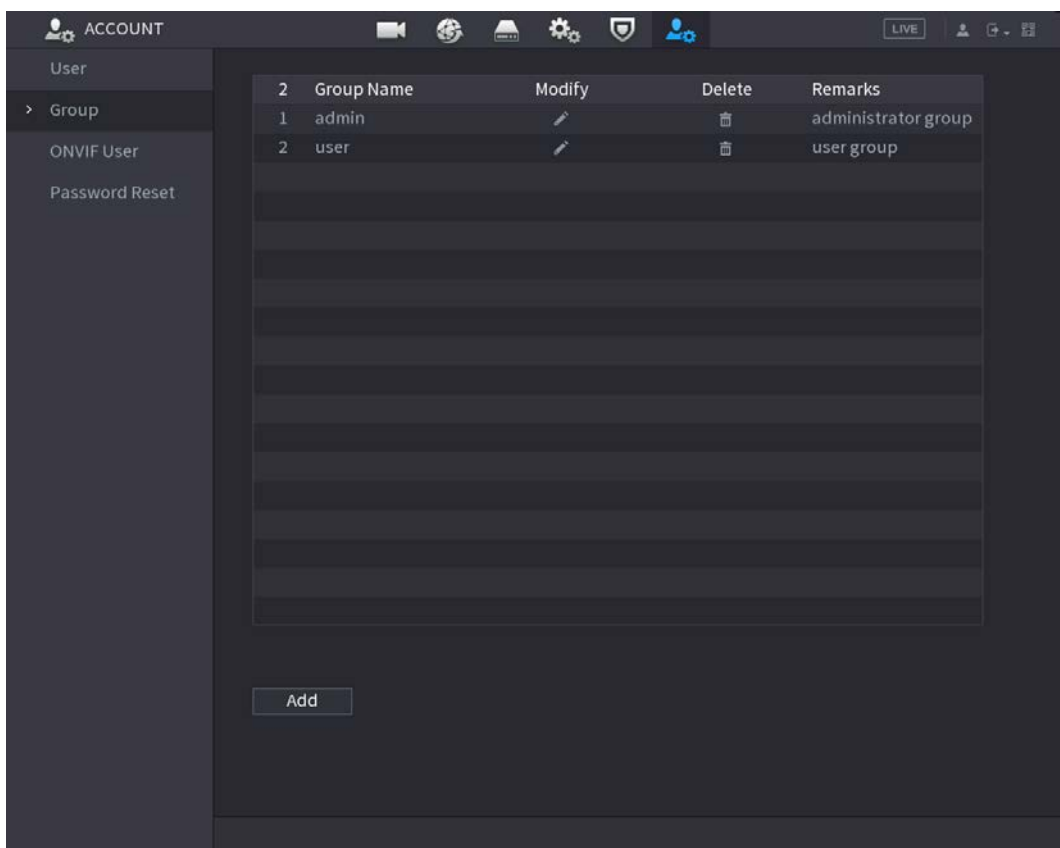 ACCOUNT
LIVE
User
Group
ONVIF User
Password Reset
2 Group Name Modify Delete Remarks
1 admin administrator group
2 user user group
Add